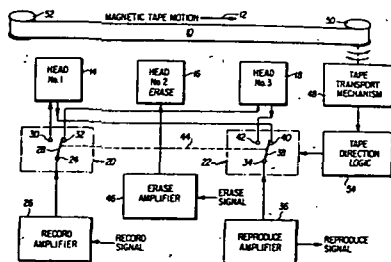 52
MAGNETIC TAPE MOTION
12
50
10
HEAD No.1
14
HEAD No.2 ERASE
16
HEAD No.3
18
TAPE TRANSPORT MECHANISM
48
30
32
28
24
20
44
42
40
38
34
22
TAPE DIRECTION LOGIC
54
46
ERASE AMPLIFIER
ERASE SIGNAL
26
RECORD AMPLIFIER
RECORD SIGNAL
36
REPRODUCE AMPLIFIER
REPRODUCE SIGNAL